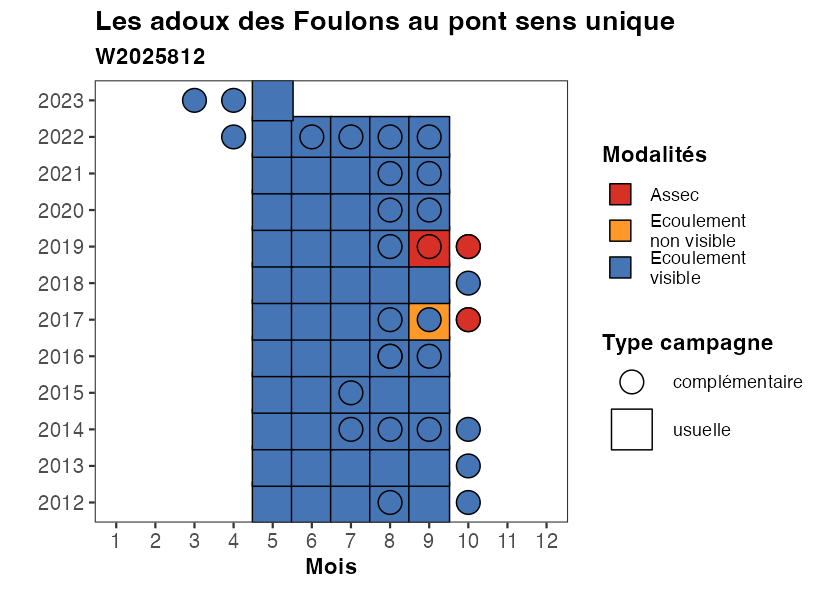 Les adoux des Foulons au pont sens unique
W2025812
2023
2022
2021
2020
2019
2018
2017
2016
2015
2014
2013
2012
1 2 3 4 5 6 7 8 9 10 11 12
Mois
Modalités
Assec
Ecoulement
non visible
Ecoulement
visible
Type campagne
complémentaire
usuelle